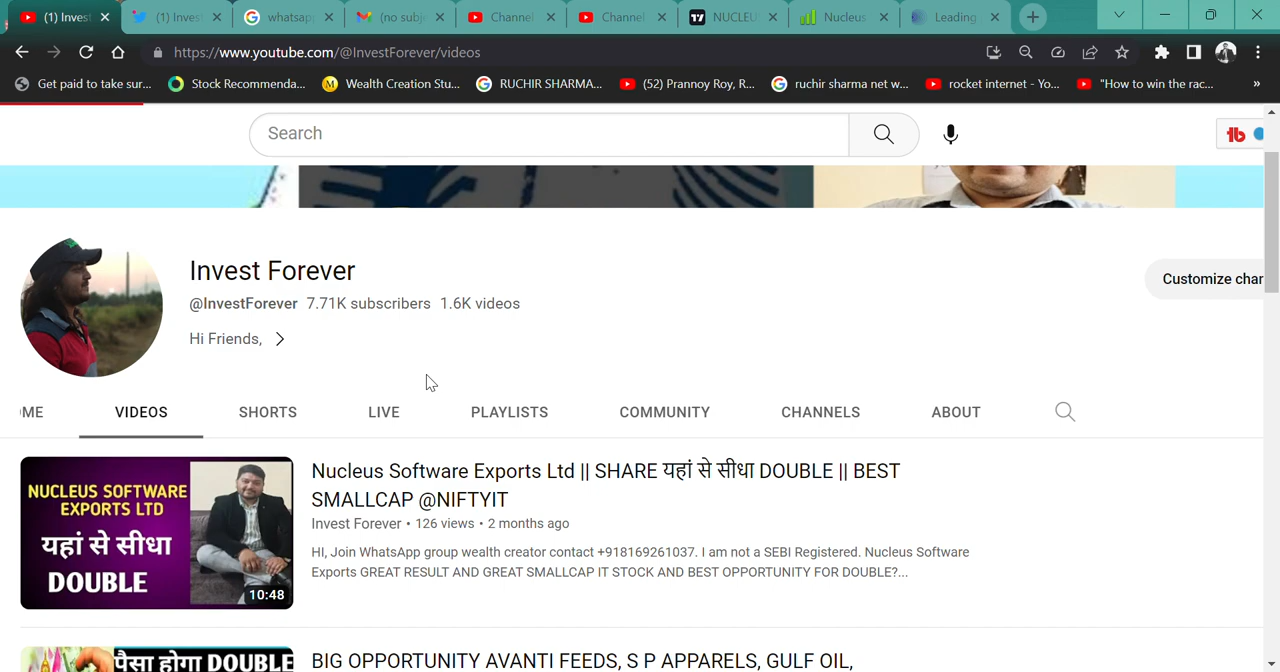 (1) Invest
(1) Invest
whatsap
(no subj
Channel
Channel
NUCLEU
Nucleus
Leading
https://www.youtube.com/@InvestForever/videos
Get paid to take sur...
Stock Recommenda...
Wealth Creation Stu...
RUCHIR SHARMA...
(52) Prannoy Roy, R...
ruchir sharma net w...
rocket internet - Yo...
"How to win the rac...
»
Search
Invest Forever
@InvestForever 7.71K subscribers 1.6K videos
Customize char
Hi Friends,
OME
VIDEOS
SHORTS
LIVE
PLAYLISTS
COMMUNITY
CHANNELS
ABOUT
NUCLEUS SOFTWARE
EXPORTS LTD
यहां से सीधा
DOUBLE
10:48
Nucleus Software Exports Ltd || SHARE यहां से सीधा DOUBLE || BEST
SMALLCAP @NIFTYIT
Invest Forever • 126 views • 2 months ago
HI, Join WhatsApp group wealth creator contact +918169261037. I am not a SEBI Registered. Nucleus Software
Exports GREAT RESULT AND GREAT SMALLCAP IT STOCK AND BEST OPPORTUNITY FOR DOUBLE?...
पैसा होगा DOUBLE
BIG OPPORTUNITY AVANTI FEEDS, S P APPARELS, GULF OIL,